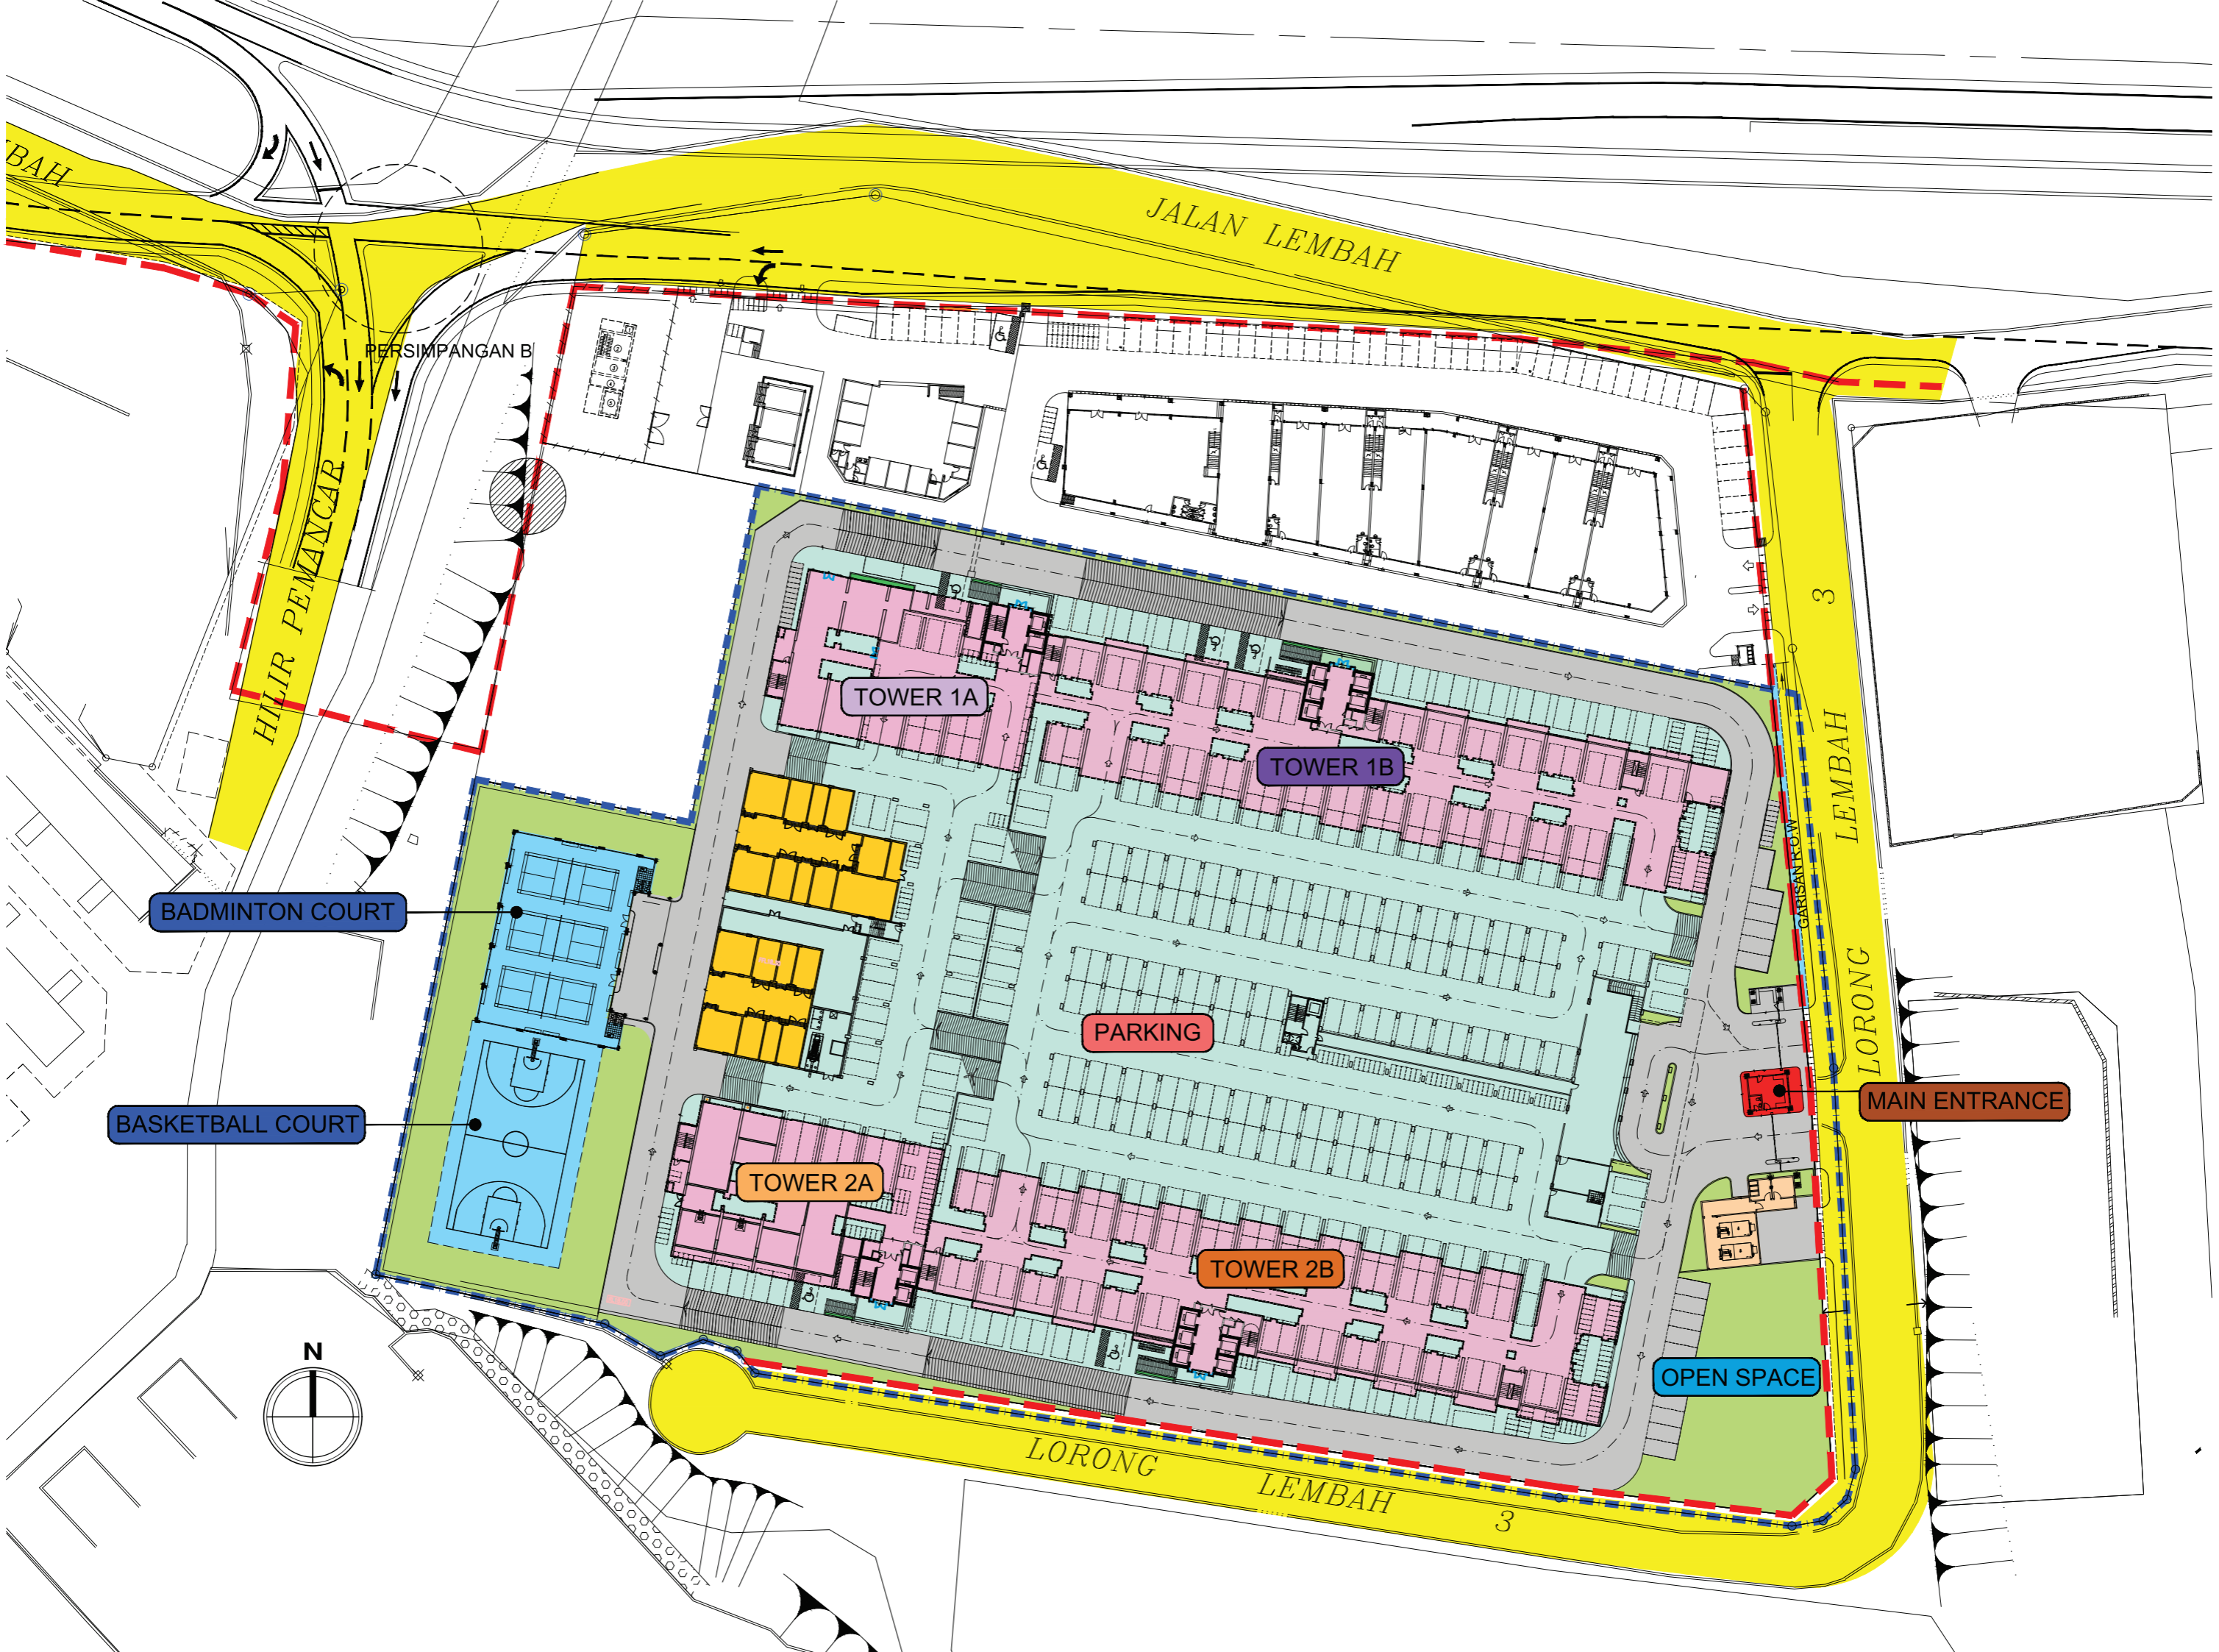 BAH
JALAN LEMBAH
PERSIMPANGAN B
HILIR PEMANCAR
TOWER 1A
TOWER 1B
LORONG LEMBAH 3
GARISAN R.O.W
BADMINTON COURT
PARKING
BASKETBALL COURT
MAIN ENTRANCE
TOWER 2A
TOWER 2B
OPEN SPACE
N
LORONG LEMBAH 3